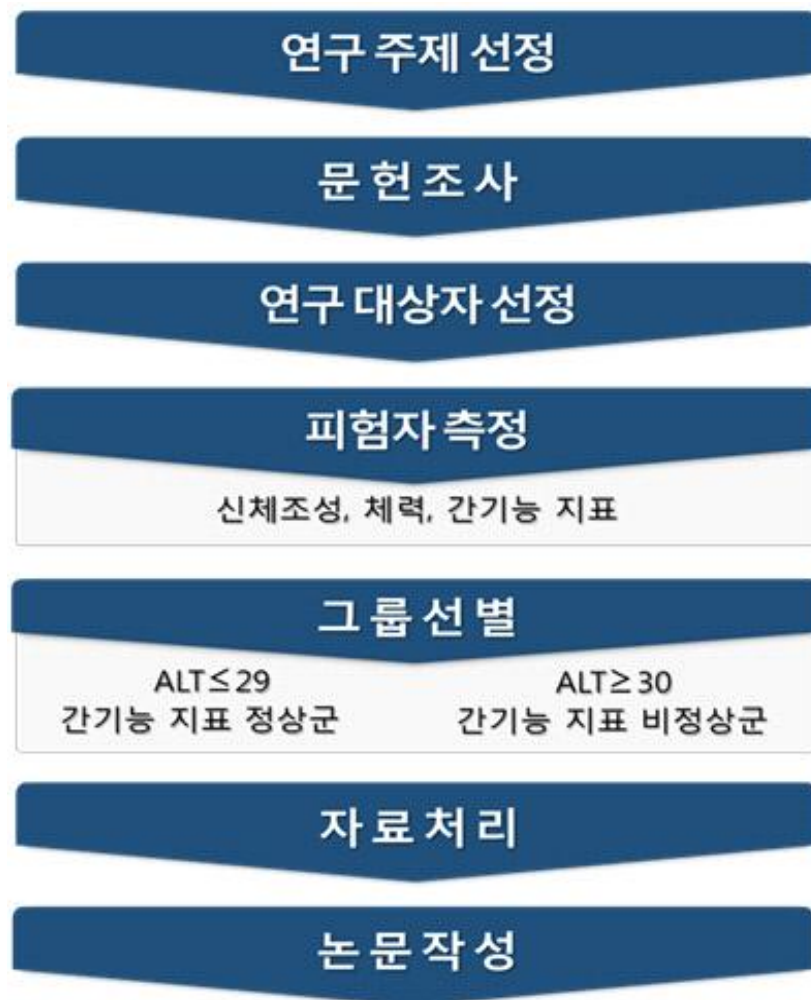 연구 주제 선정
문헌조사
연구 대상자 선정
피험자 측정
신체조성, 체력, 간기능 지표
그룹선별
ALT≤29
간기능 지표 정상군
ALT≥30
간기능 지표 비정상군
자료처리
논문작성